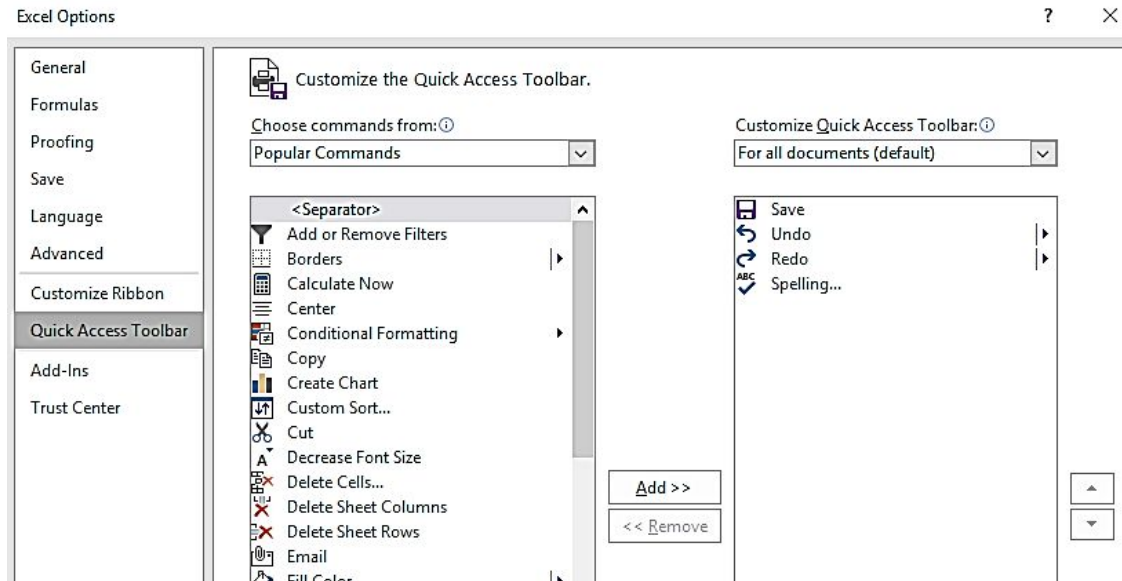 Excel Options
?
General
Formulas
Proofing
Save
Language
Advanced
Customize Ribbon
Quick Access Toolbar
Add-Ins
Trust Center
Customize the Quick Access Toolbar.
Choose commands from:
Popular Commands
<Separator>
Add or Remove Filters
Borders
Calculate Now
Center
Conditional Formatting
Copy
Create Chart
Custom Sort...
Cut
Decrease Font Size
Delete Cells...
Delete Sheet Columns
Delete Sheet Rows
Email
Fill Color
Add >>
<< Remove
Customize Quick Access Toolbar:
For all documents (default)
Save
Undo
Redo
ABC
Spelling...